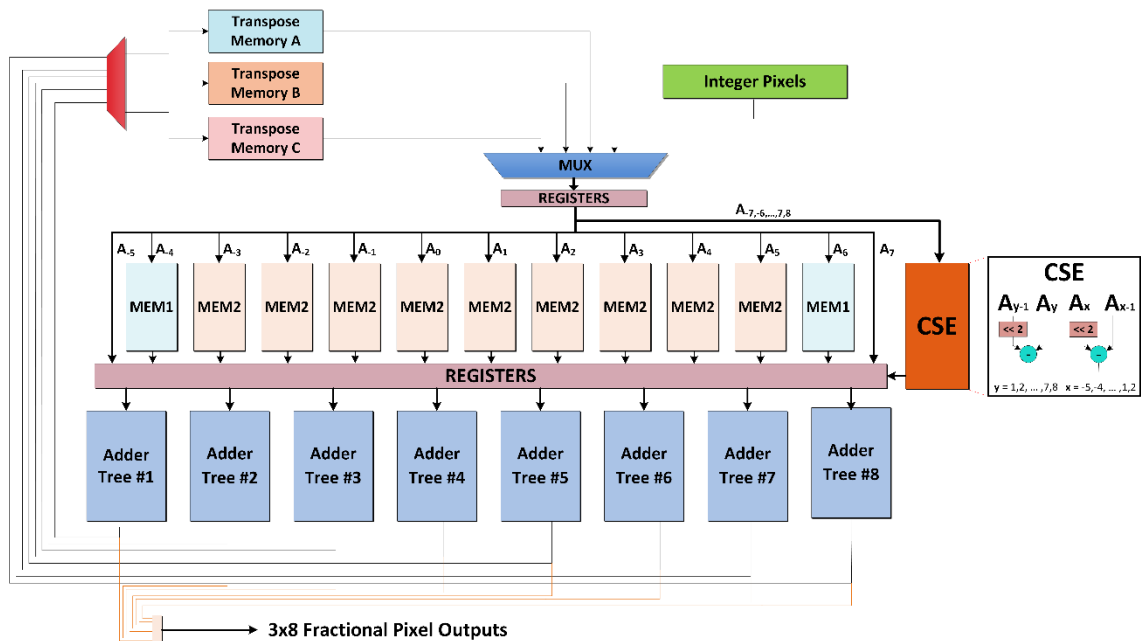 Transpose
Memory A
Transpose
Memory B
Transpose
Memory C
Integer Pixels
MUX
REGISTERS
A-7,-6,...,7,8
A-5
A-4
A-3
A-2
A-1
A0
A1
A2
A3
A4
A5
A6
A7
MEM1
MEM2
MEM2
MEM2
MEM2
MEM2
MEM2
MEM2
MEM2
MEM2
MEM1
CSE
CSE
Ay-1 Ay Ax Ax-1
<< 2
<< 2
-
-
y = 1,2, ... ,7,8 x = -5,-4, ... ,1,2
REGISTERS
Adder
Tree #1
Adder
Tree #2
Adder
Tree #3
Adder
Tree #4
Adder
Tree #5
Adder
Tree #6
Adder
Tree #7
Adder
Tree #8
3x8 Fractional Pixel Outputs